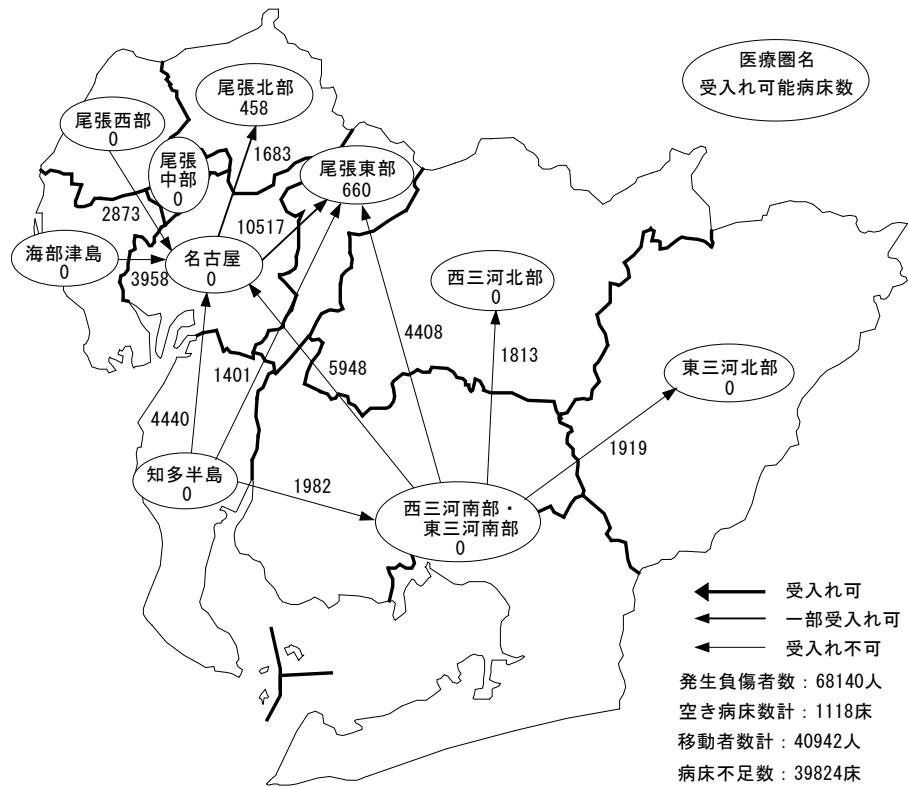 医療圏名
受入れ可能病床数
尾張北部
458
尾張西部
0
尾張
中部
0
1683
尾張東部
660
2873
10517
海部津島
0
3958
名古屋
0
西三河北部
0
4408
5948
1813
1401
東三河北部
0
4440
1919
知多半島
0
1982
西三河南部・
東三河南部
0
受入れ可
一部受入れ可
受入れ不可
発生負傷者数：68140人
空き病床数計：1118床
移動者数計：40942人
病床不足数：39824床